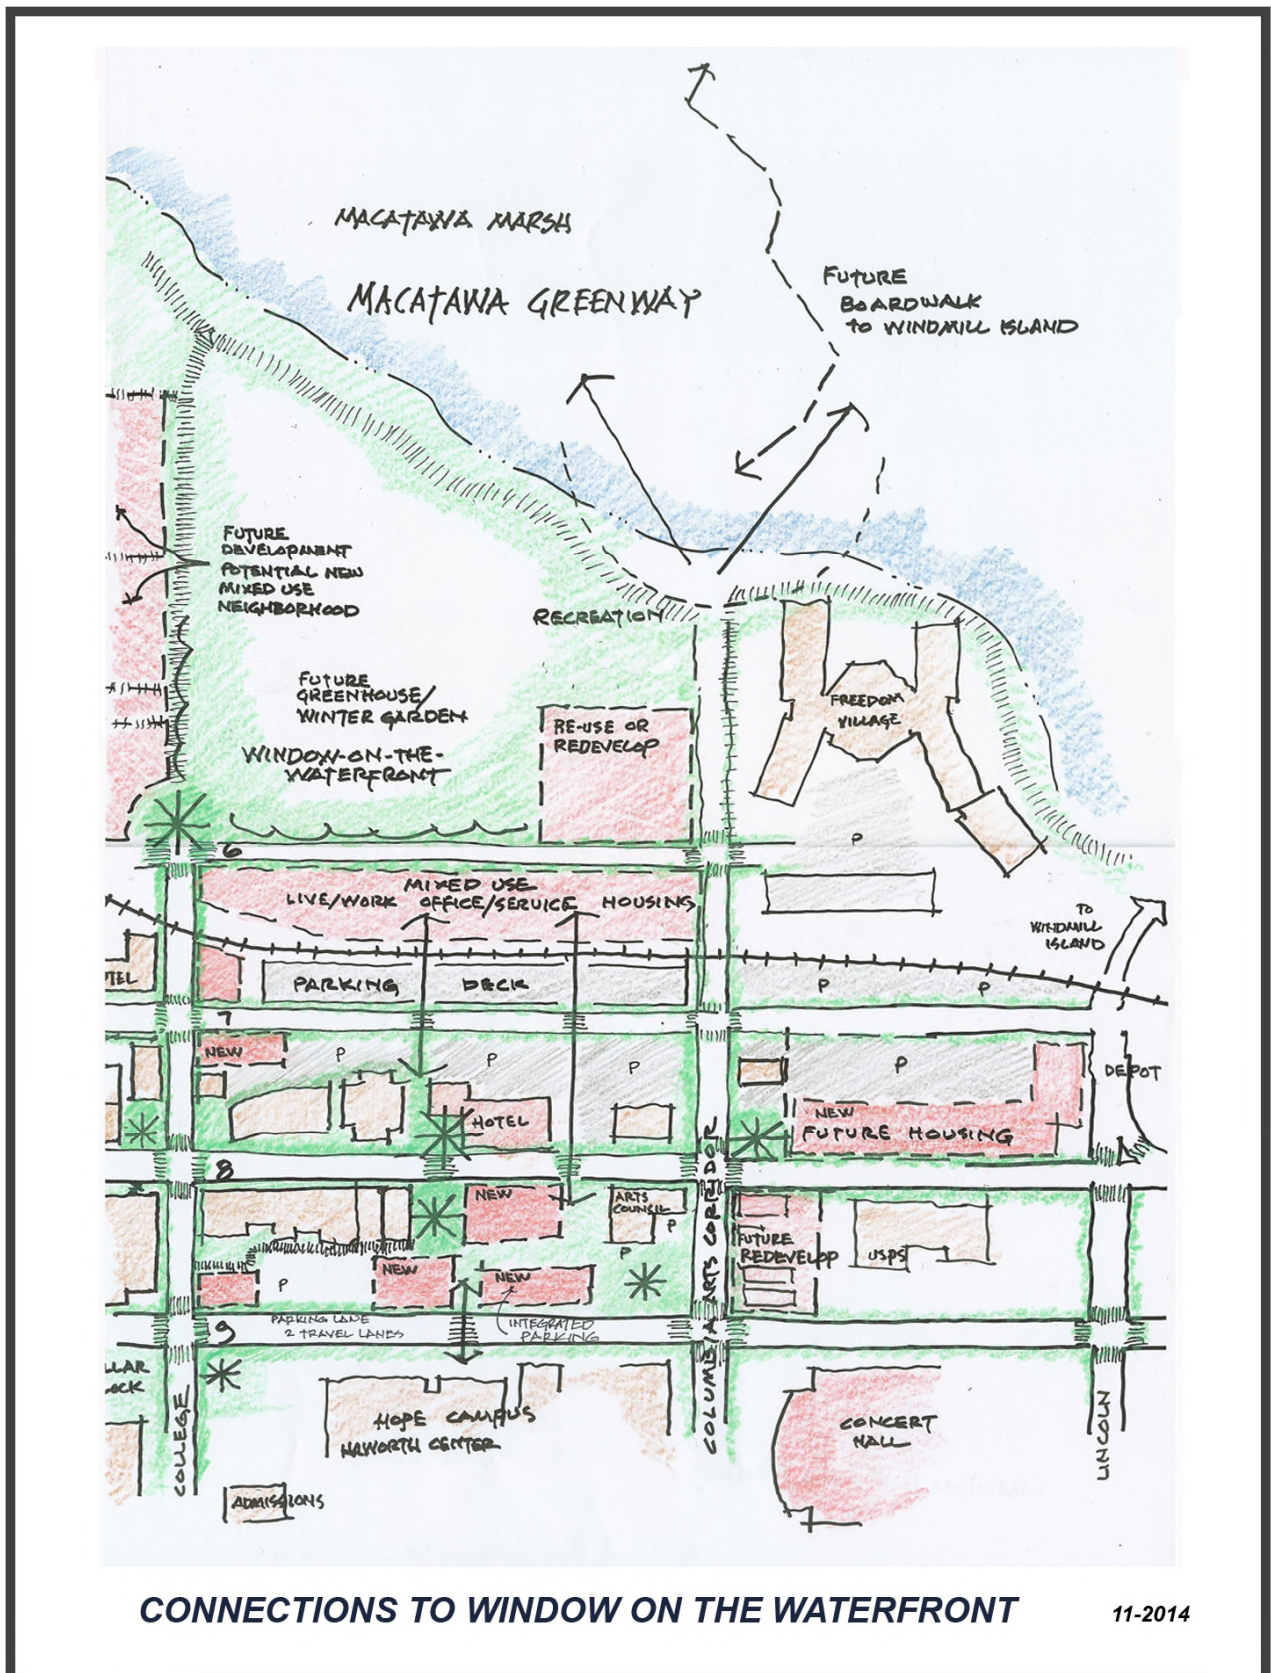 MACATAWA MARSH
MACATAWA GREENWAY
FUTURE
BOARDWALK
TO WINDMILL ISLAND
FUTURE
DEVELOPMENT
POTENTIAL NEW
MIXED USE
NEIGHBORHOOD
RECREATION
FUTURE
GREENHOUSE/
WINTER GARDEN
WINDOW-ON-THE-
WATERFRONT
RE-USE OR
REDEVELOP
FREEDOM
VILLAGE
P
6
MIXED USE
LIVE/WORK OFFICE/SERVICE HOUSING
TO
WINDMILL
ISLAND
TEL
PARKING DECK
P P
7
NEW
P P P
P
DEPOT
HOTEL
NEW
FUTURE HOUSING
8
NEW
ARTS
COUNCIL
P
P
FUTURE
REDEVELOP
USPS
NEW
NEW
P
9
PARKING LANE
2 TRAVEL LANES
INTEGRATED
PARKING
LLAR
OCK
COLLEGE
HOPE CAMPUS
HAWORTH CENTER
COLUMBIA ARTS CORRIDOR
CONCERT
HALL
LINCOLN
ADMISSIONS
CONNECTIONS TO WINDOW ON THE WATERFRONT
11-2014